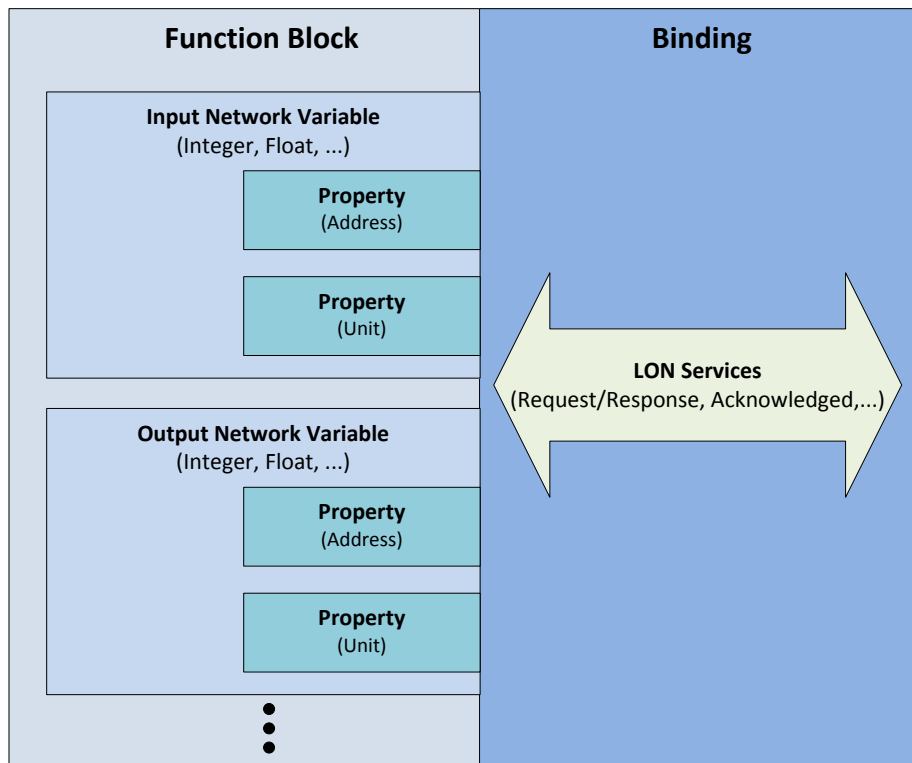 Function Block
Binding
Input Network Variable
(Integer, Float, ...)
Property
(Address)
Property
(Unit)
LON Services
(Request/Response, Acknowledged,...)
Output Network Variable
(Integer, Float, ...)
Property
(Address)
Property
(Unit)